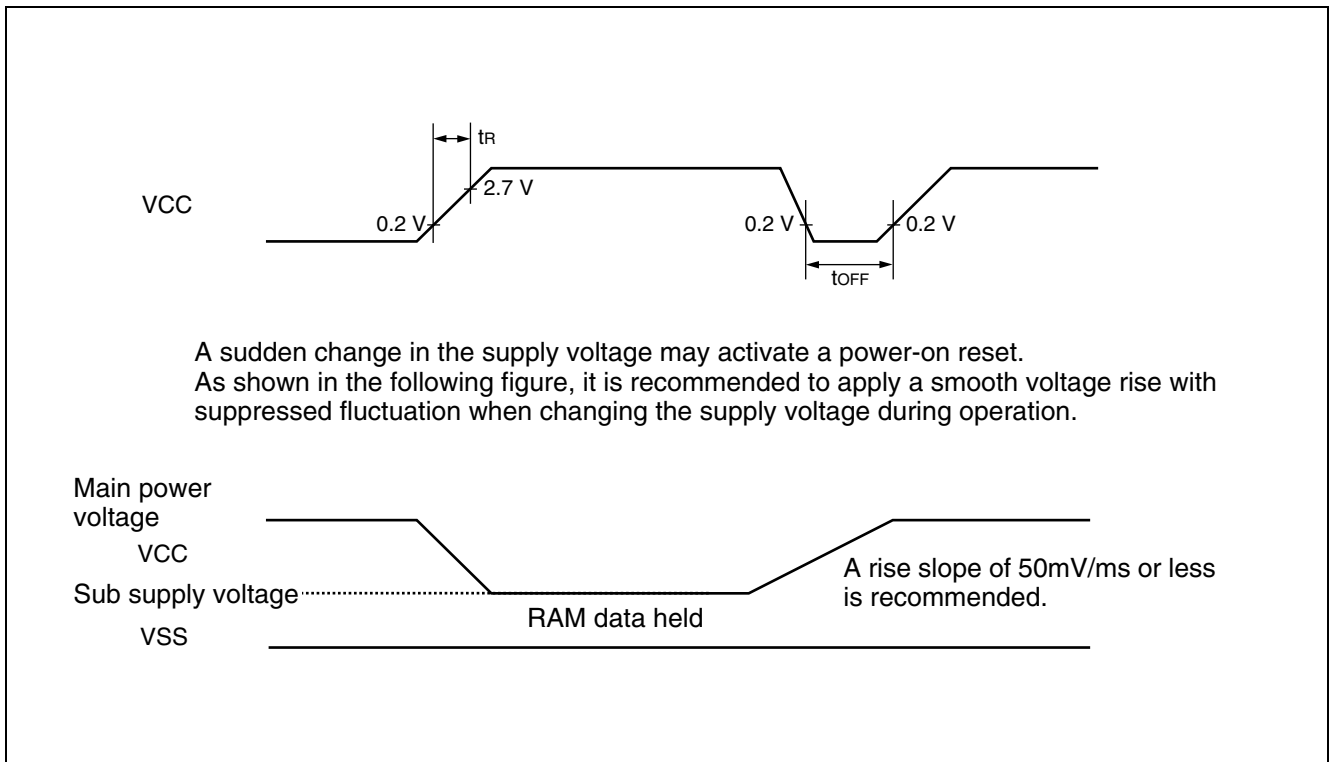 tR
2.7 V
VCC
0.2 V
0.2 V
0.2 V
tOFF
A sudden change in the supply voltage may activate a power-on reset.
As shown in the following figure, it is recommended to apply a smooth voltage rise with
suppressed fluctuation when changing the supply voltage during operation.
Main power
voltage
VCC
Sub supply voltage
VSS
RAM data held
A rise slope of 50mV/ms or less
is recommended.